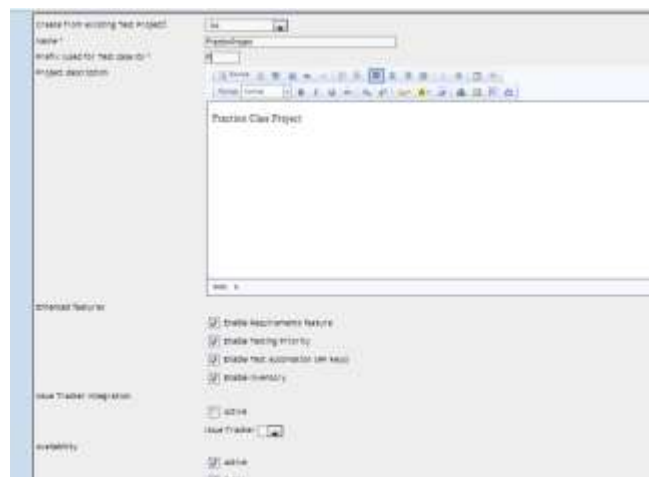 Create from existing Test Project?
No
Name *
Prefix (used for Test case ID) *
Project description
Practice Class Project
Enhanced features
Enable Requirements feature
Enable Testing Priority
Enable Test Automation (API keys)
Enable Inventory
Issue Tracker Integration
Active
Issue Tracker
Availability
Active